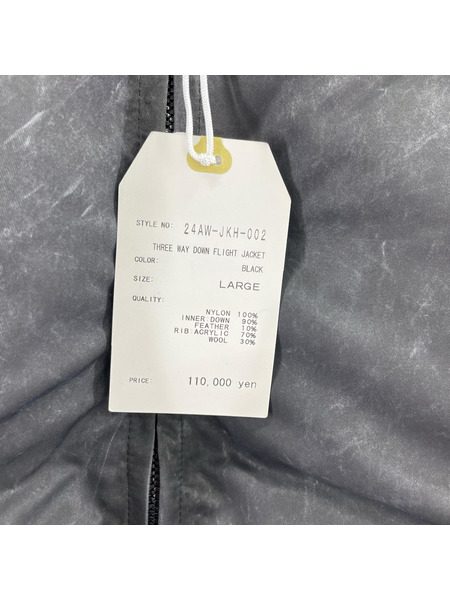 STYLE NO: 24AW-JKH-002
THREE WAY DOWN FLIGHT JACKET
COLOR: BLACK
SIZE: LARGE
QUALITY:
NYLON 100%
INNER:DOWN 90%
FEATHER 10%
RIB:ACRYLIC 70%
WOOL 30%
PRICE: 110,000 yen